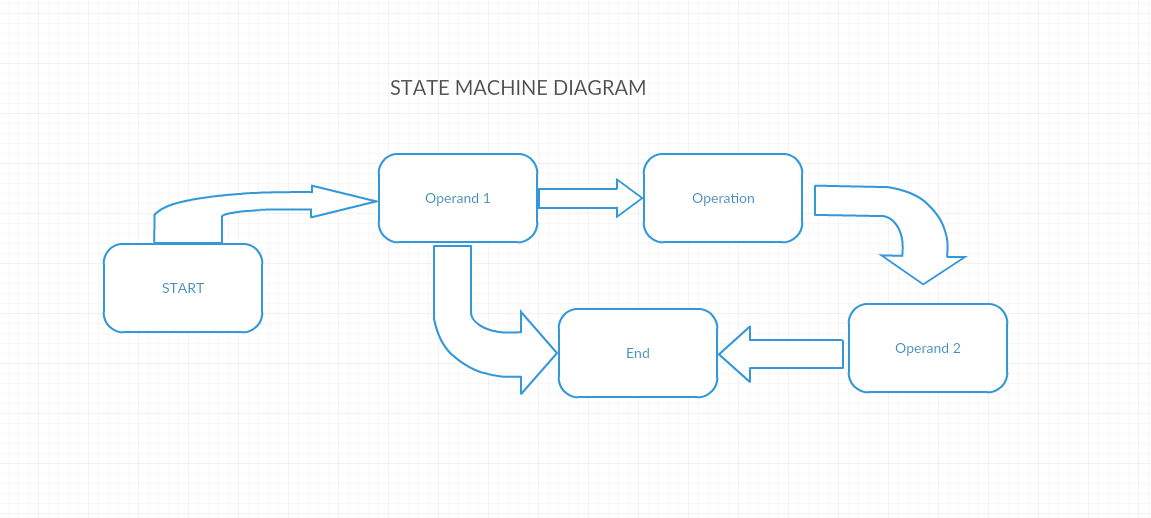 STATE MACHINE DIAGRAM
Operand 1
Operation
START
End
Operand 2